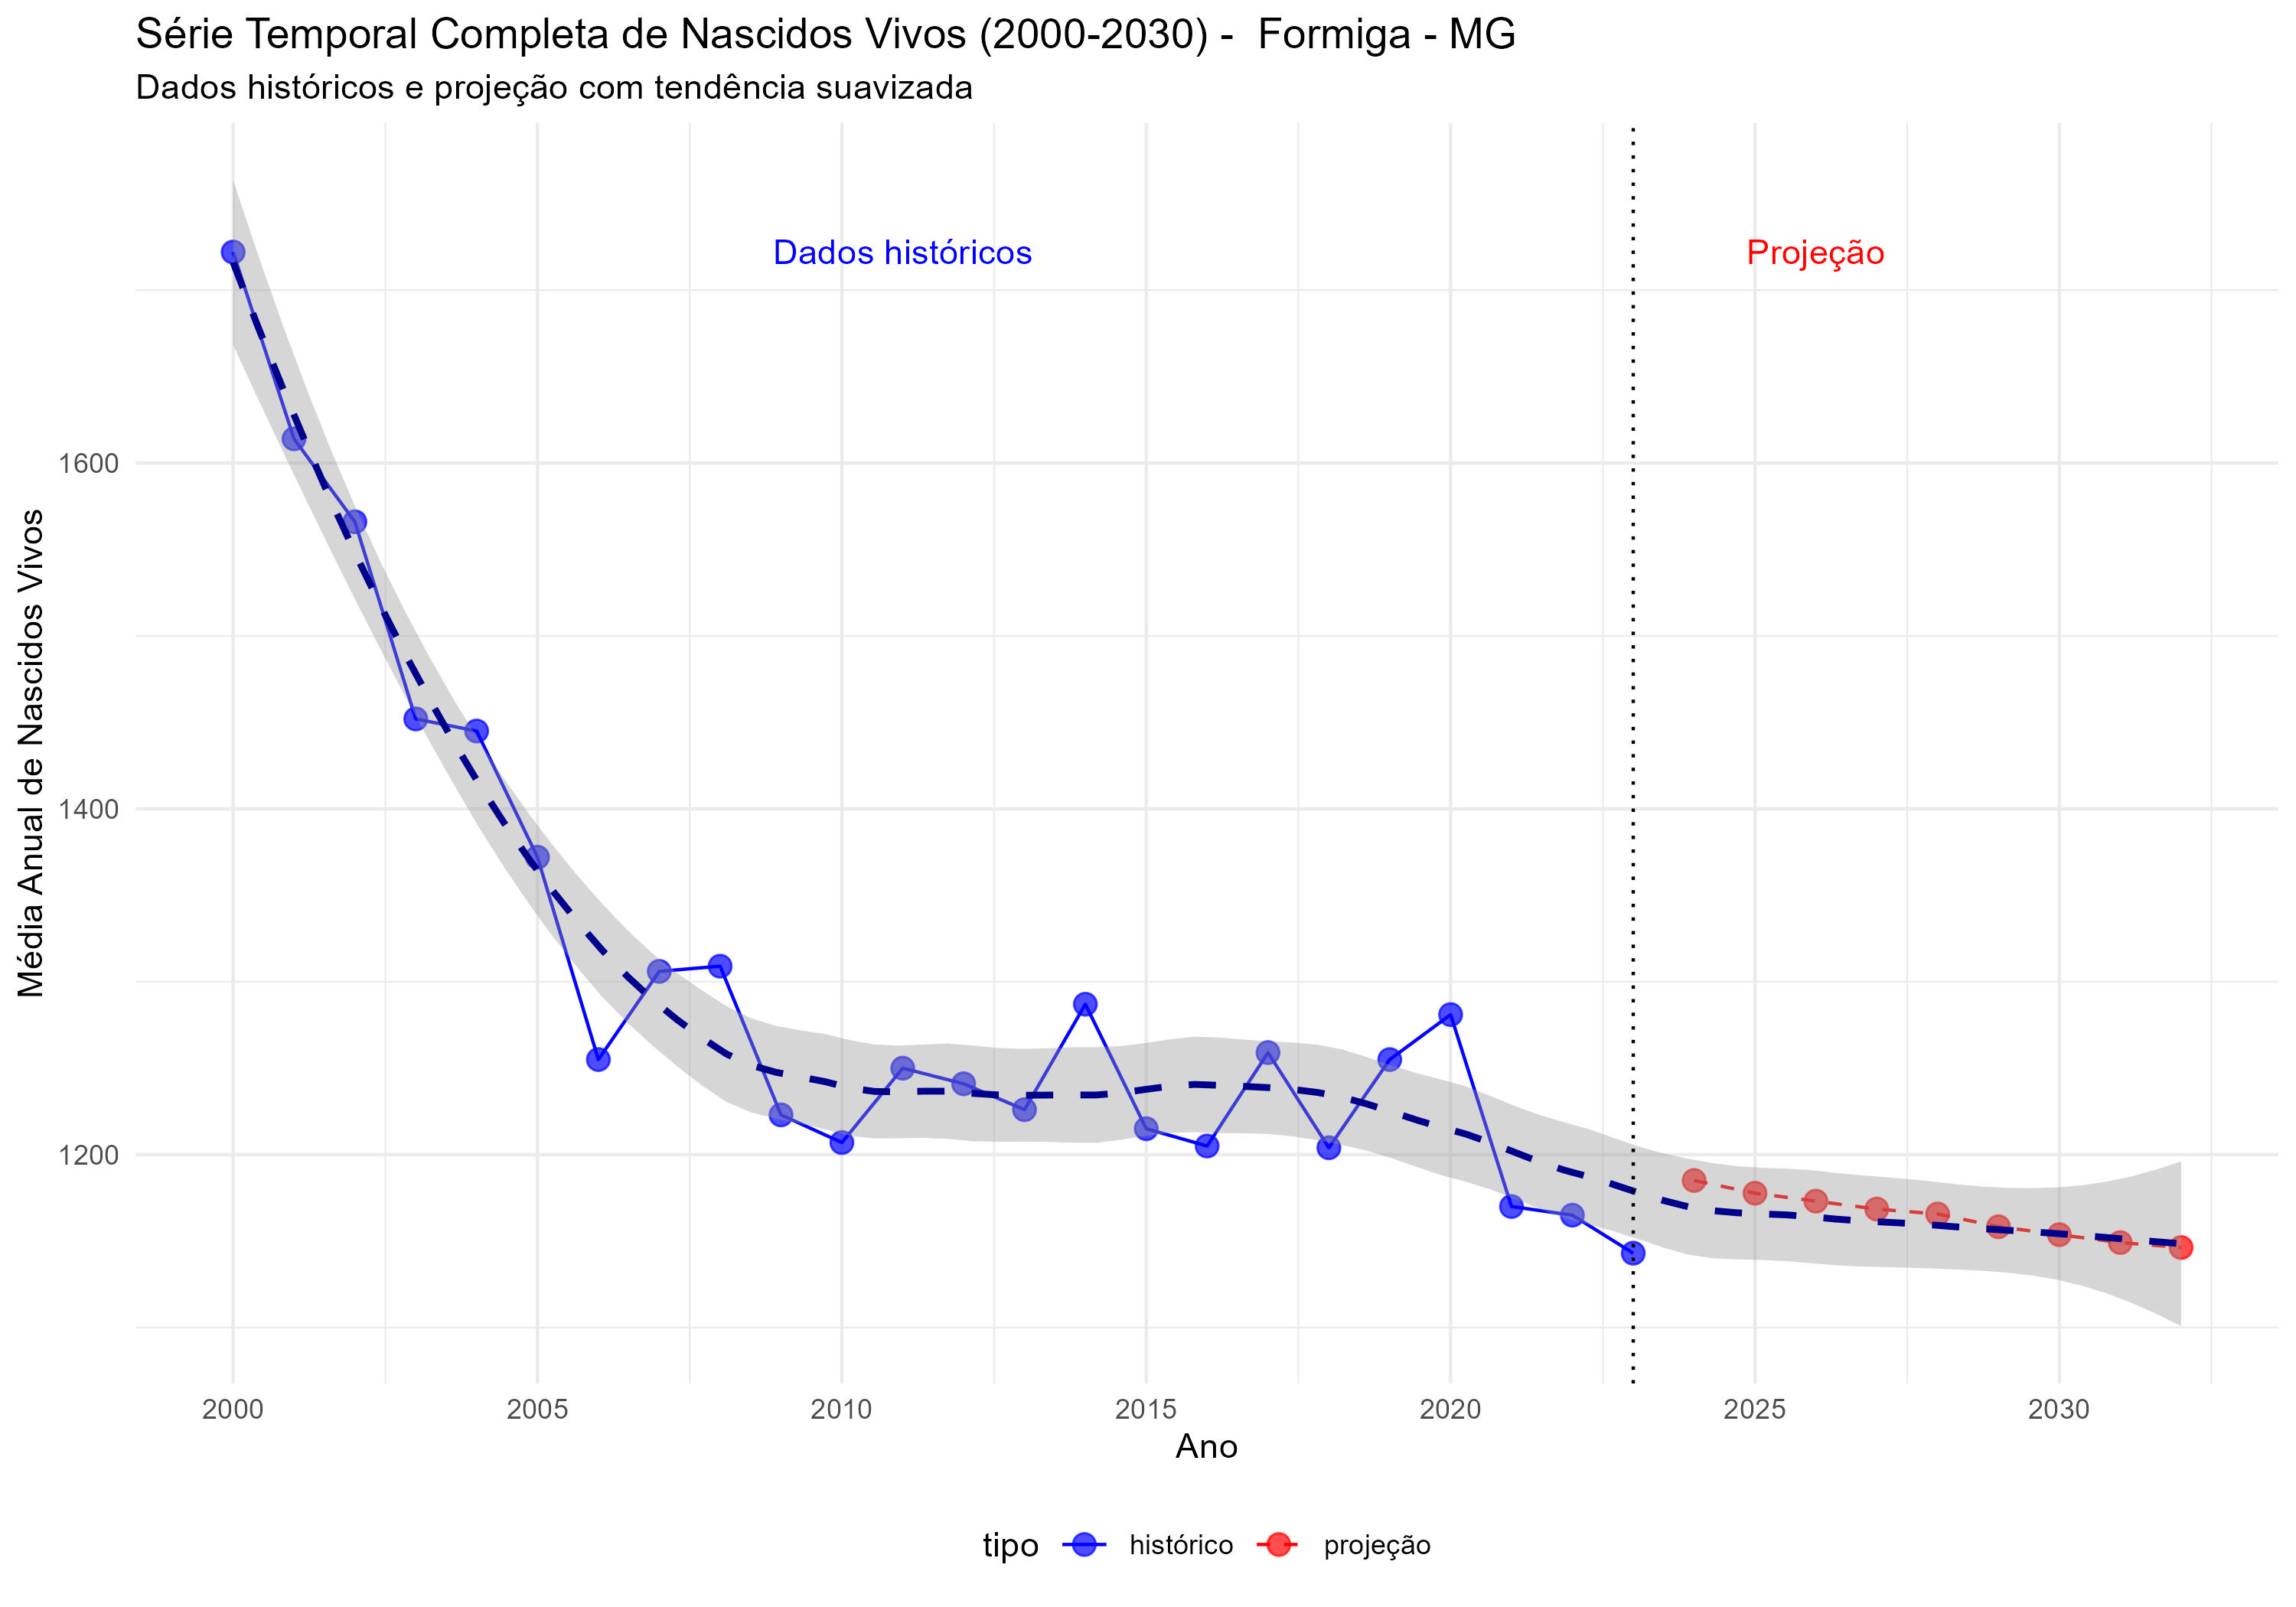 Série Temporal Completa de Nascidos Vivos (2000-2030) -  Formiga - MG
Dados históricos e projeção com tendência suavizada
Dados históricos
Projeção
Média Anual de Nascidos Vivos
1600
1400
1200
2000
2005
2010
2015
2020
2025
2030
Ano
tipo
histórico
projeção